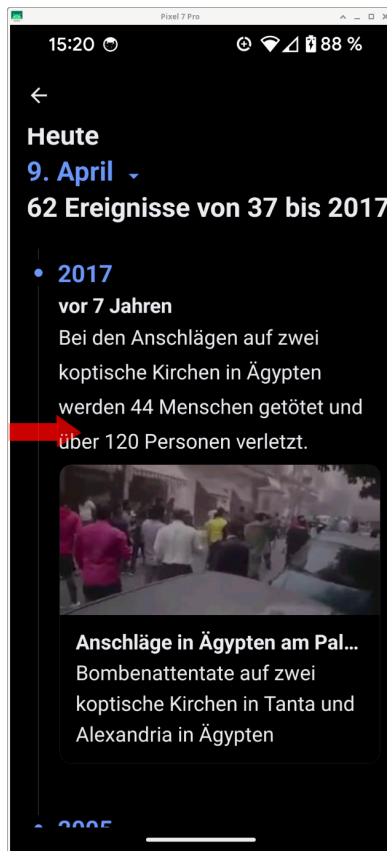 Pixel 7 Pro
15:20
88 %
Heute
9. April
62 Ereignisse von 37 bis 2017
2017
vor 7 Jahren
Bei den Anschlägen auf zwei
koptische Kirchen in Ägypten
werden 44 Menschen getötet und
über 120 Personen verletzt.
Anschläge in Ägypten am Pal...
Bombenattentate auf zwei
koptische Kirchen in Tanta und
Alexandria in Ägypten
2005